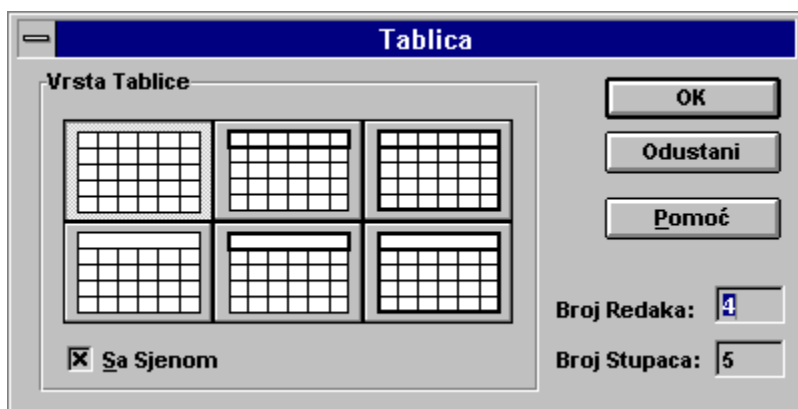 Tablica
Vrsta Tablice
OK
Odustani
Pomoć
Broj Redaka: 4
Sa Sjenom
Broj Stupaca: 5